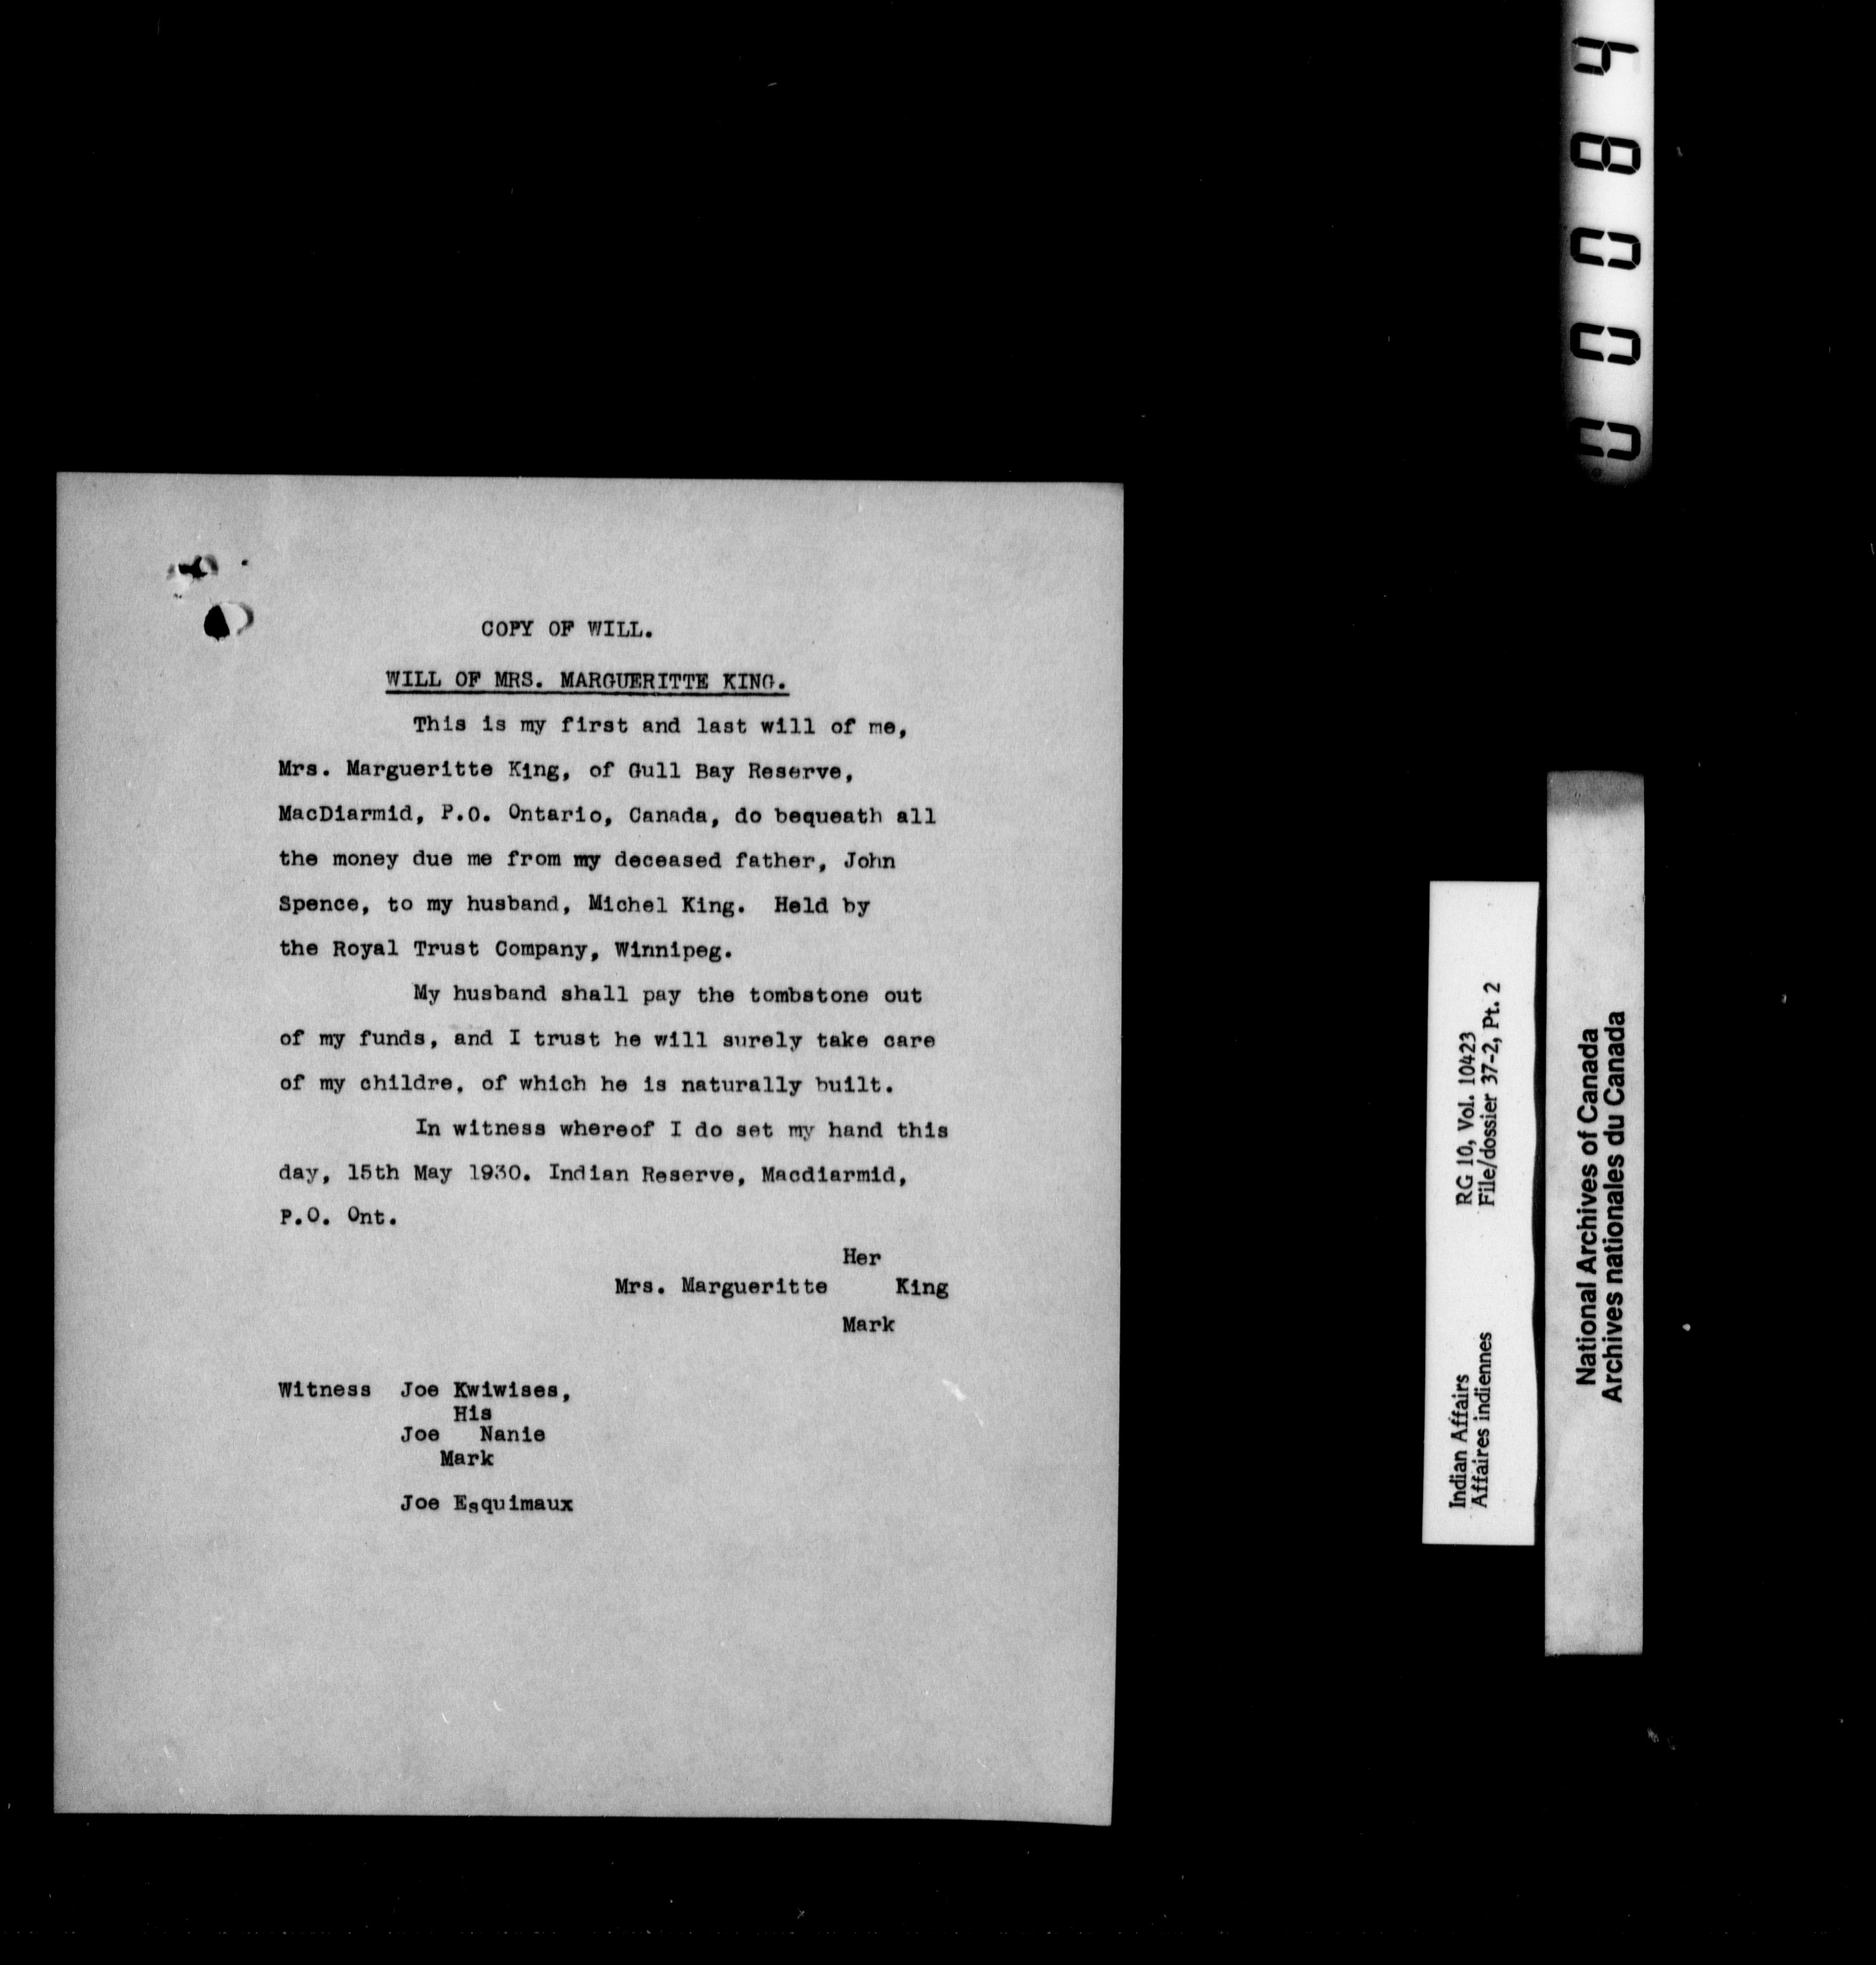 COPY OF WILL.
WILL OF MRS. MARGUERITTE KING.
This is my first and last will of me,
Mrs. Margueritte King, of Gull Bay Reserve,
MacDiarmid, P.O. Ontario, Canada, do bequeath all
the money due me from my deceased father, John
Spence, to my husband, Michel King. Held by
the Royal Trust Company, Winnipeg.
My husband shall pay the tombstone out
of my funds, and I trust he will surely take care
of my childre, of which he is naturally built.
In witness whereof I do set my hand this
day, 15th May 1930. Indian Reserve, Macdiarmid,
P.O. Ont.
Her
Mrs. Margueritte King
Mark
Witness Joe Kwiwises,
His
Joe Nanie
Mark
Joe Esquimaux
Indian Affairs RG 10, Vol. 10423
Affaires indiennes File/dossier 37-2, Pt. 2
National Archives of Canada
Archives nationales du Canada
00084